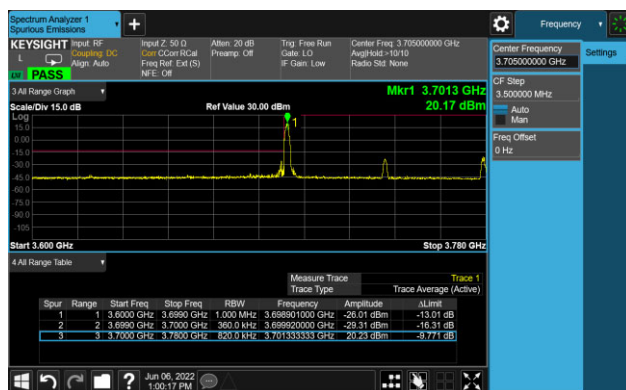 Spectrum Analyzer 1
Spurious Emissions
Frequency
KEYSIGHT Input: RF Input Z: 50 Ω Atten: 20 dB Trig: Free Run Center Freq: 3.705000000 GHz
L Coupling: DC Corr CCorr RCal Preamp: Off Gate: LO Avg|Hold:>10/10
Align: Auto Freq Ref: Ext (S) IF Gain: Low Radio Std: None
PASS NFE: Off
Center Frequency
3.705000000 GHz
Settings
CF Step
3.500000 MHz
Auto
Man
Freq Offset
0 Hz
3 All Range Graph
Mkr1 3.7013 GHz
Scale/Div 15.0 dB Ref Value 30.00 dBm 20.17 dBm
Log
15.0
0.00
-15.0
-30.0
-45.0
-60.0
-75.0
-90.0
-105
1
Start 3.600 GHz Stop 3.780 GHz
4 All Range Table
Measure Trace Trace 1
Trace Type Trace Average (Active)
Spur Range Start Freq Stop Freq RBW Frequency Amplitude ΔLimit
1 1 3.6000 GHz 3.6990 GHz 1.000 MHz 3.698901000 GHz -26.01 dBm -13.01 dB
2 2 3.6990 GHz 3.7000 GHz 360.0 kHz 3.699920000 GHz -29.31 dBm -16.31 dB
3 3 3.7000 GHz 3.7800 GHz 820.0 kHz 3.701333333 GHz 20.23 dBm -9.771 dB
Jun 06, 2022
1:00:17 PM